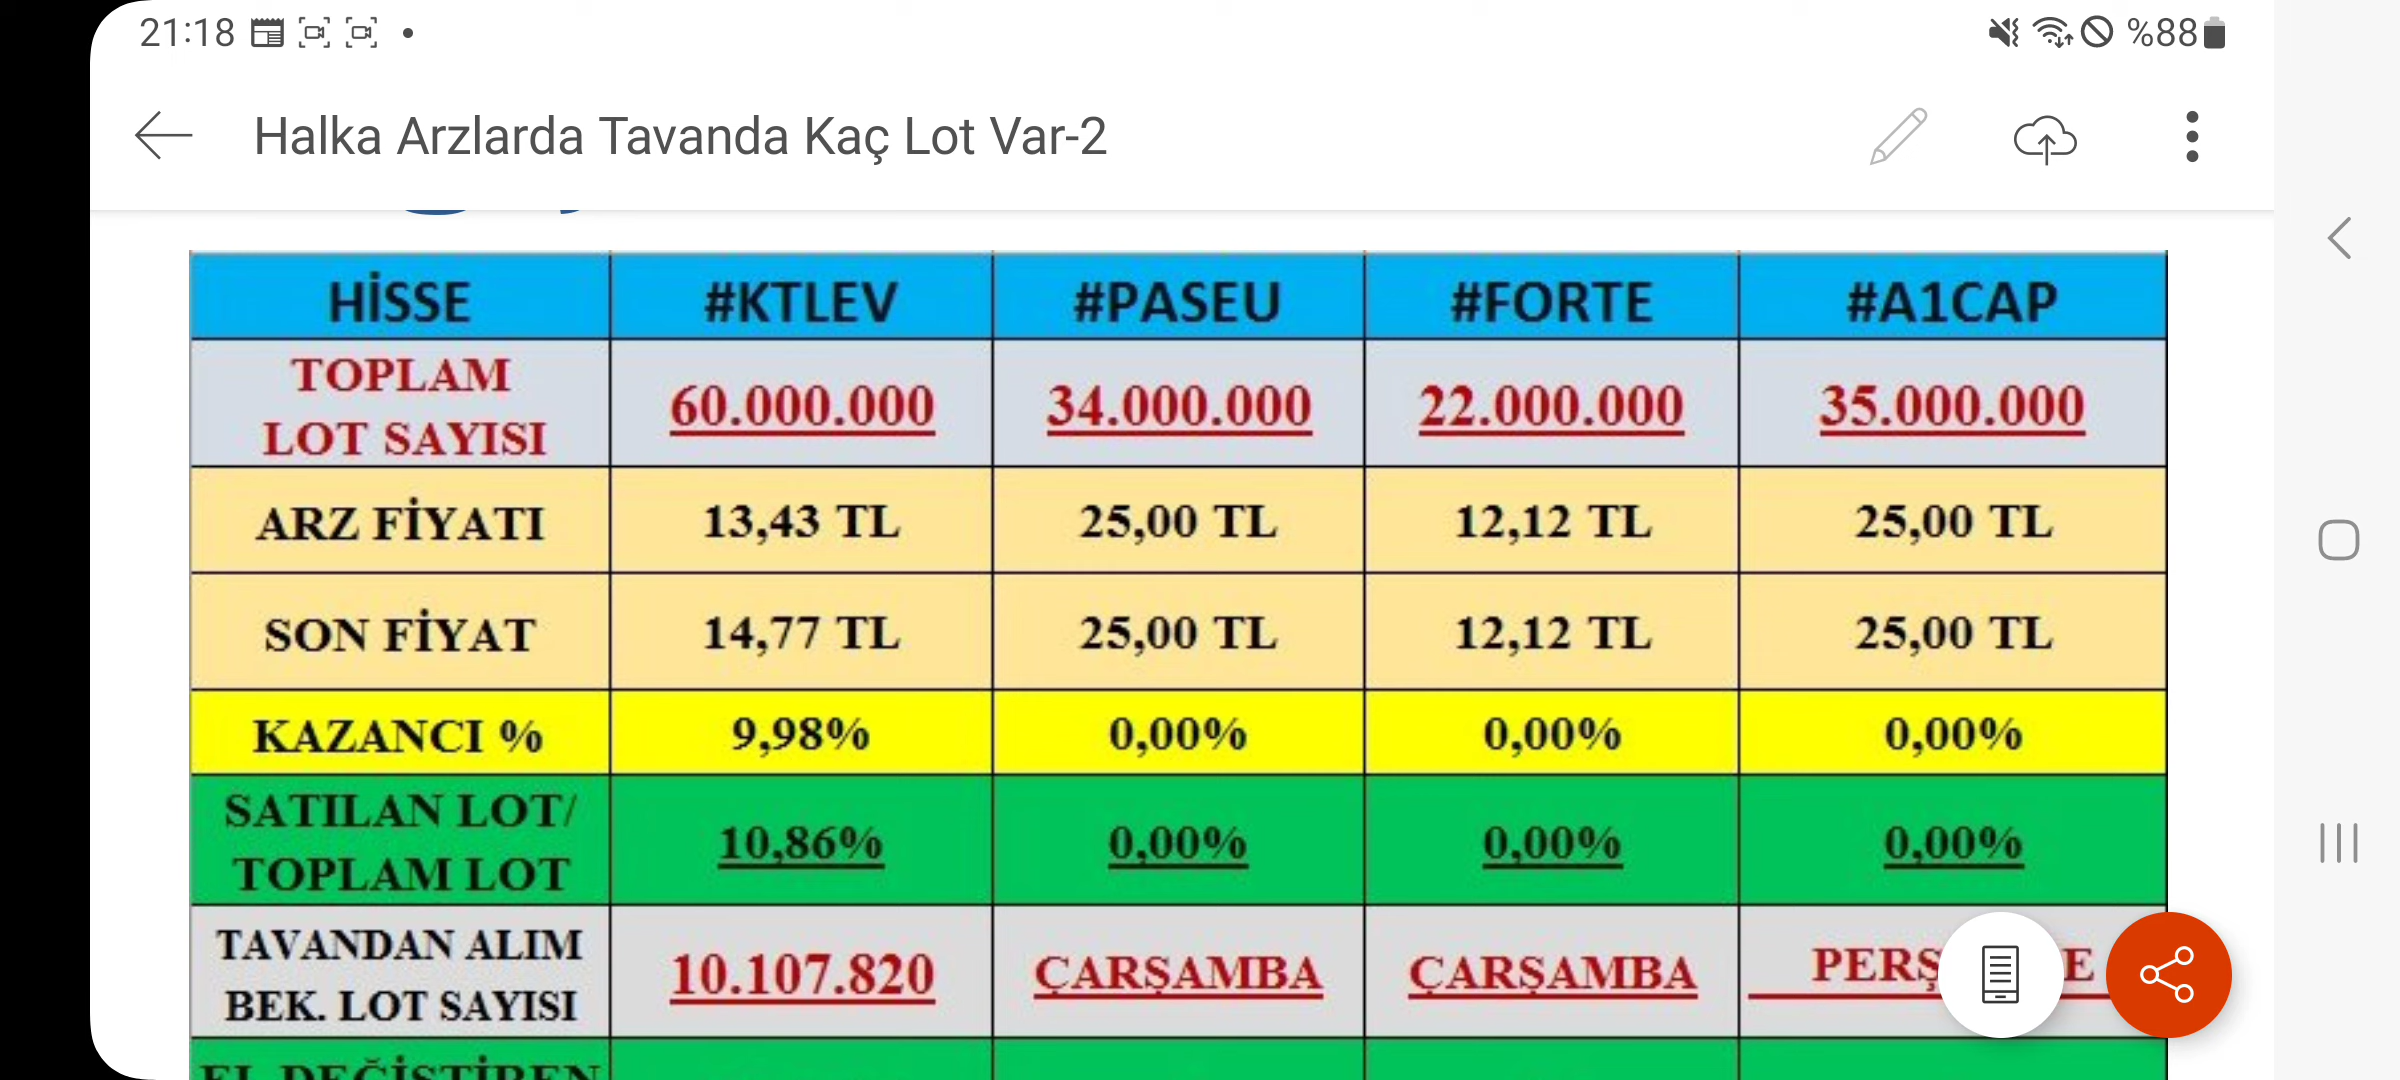 21:18 %88
Halka Arzlarda Tavanda Kaç Lot Var-2
HİSSE #KTLEV #PASEU #FORTE #A1CAP
TOPLAM
LOT SAYISI 60.000.000 34.000.000 22.000.000 35.000.000
ARZ FİYATI 13,43 TL 25,00 TL 12,12 TL 25,00 TL
SON FİYAT 14,77 TL 25,00 TL 12,12 TL 25,00 TL
KAZANCI % 9,98% 0,00% 0,00% 0,00%
SATILAN LOT/
TOPLAM LOT 10,86% 0,00% 0,00% 0,00%
TAVANDAN ALIM
BEK. LOT SAYISI 10.107.820 ÇARŞAMBA ÇARŞAMBA
EL DEĞİŞTİREN